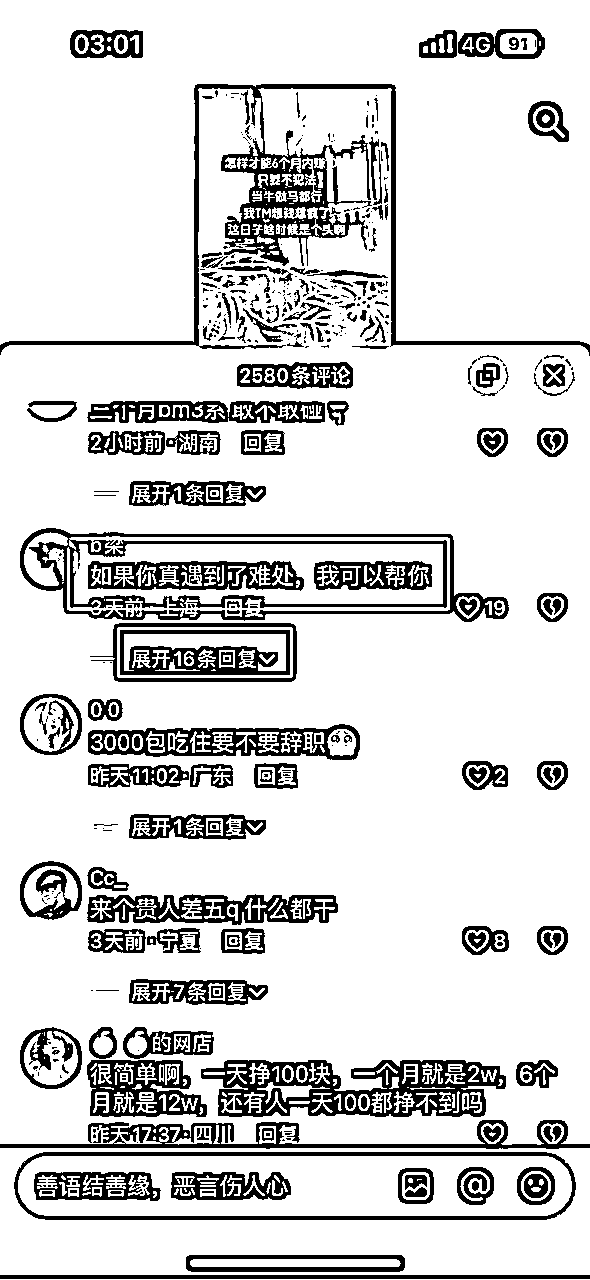 03:01
4G 91
怎样才能6个月内赚
只要不犯法
当牛做马都行
我TM想钱想疯了
这日子啥时候是个头啊
2580条评论
2小时前·湖南 回复
展开1条回复
b梁
如果你真遇到了难处，我可以帮你
3天前·上海 回复
19
展开16条回复
0·0
3000包吃住要不要辞职
昨天11:02·广东 回复
2
展开1条回复
Cc_
来个贵人差五q什么都干
3天前·宁夏 回复
8
展开7条回复
的网店
很简单啊，一天挣100块，一个月就是2w，6个
月就是12w，还有人一天100都挣不到吗
昨天17:37·四川 回复
善语结善缘，恶言伤人心